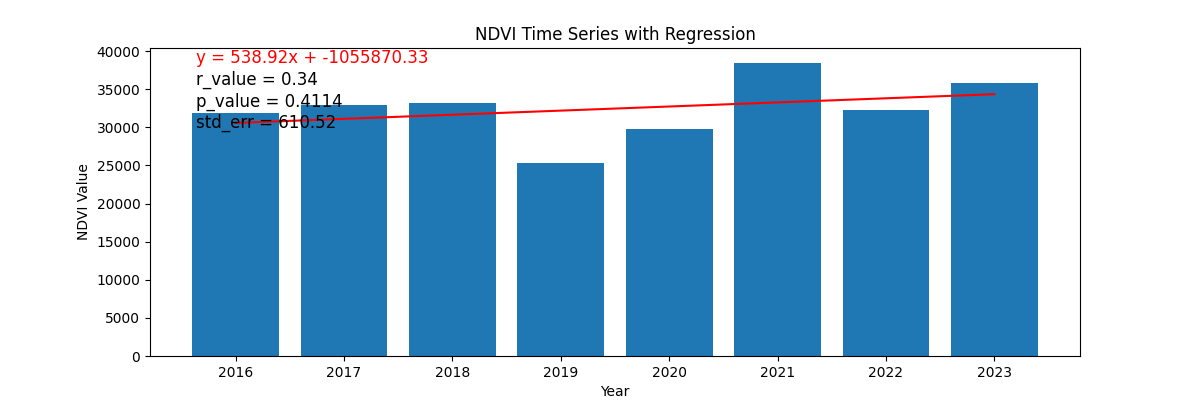 NDVI Time Series with Regression
y = 538.92x + -1055870.33
r_value = 0.34
p_value = 0.4114
std_err = 610.52
40000
35000
30000
25000
20000
15000
10000
5000
0
NDVI Value
2016 2017 2018 2019 2020 2021 2022 2023
Year